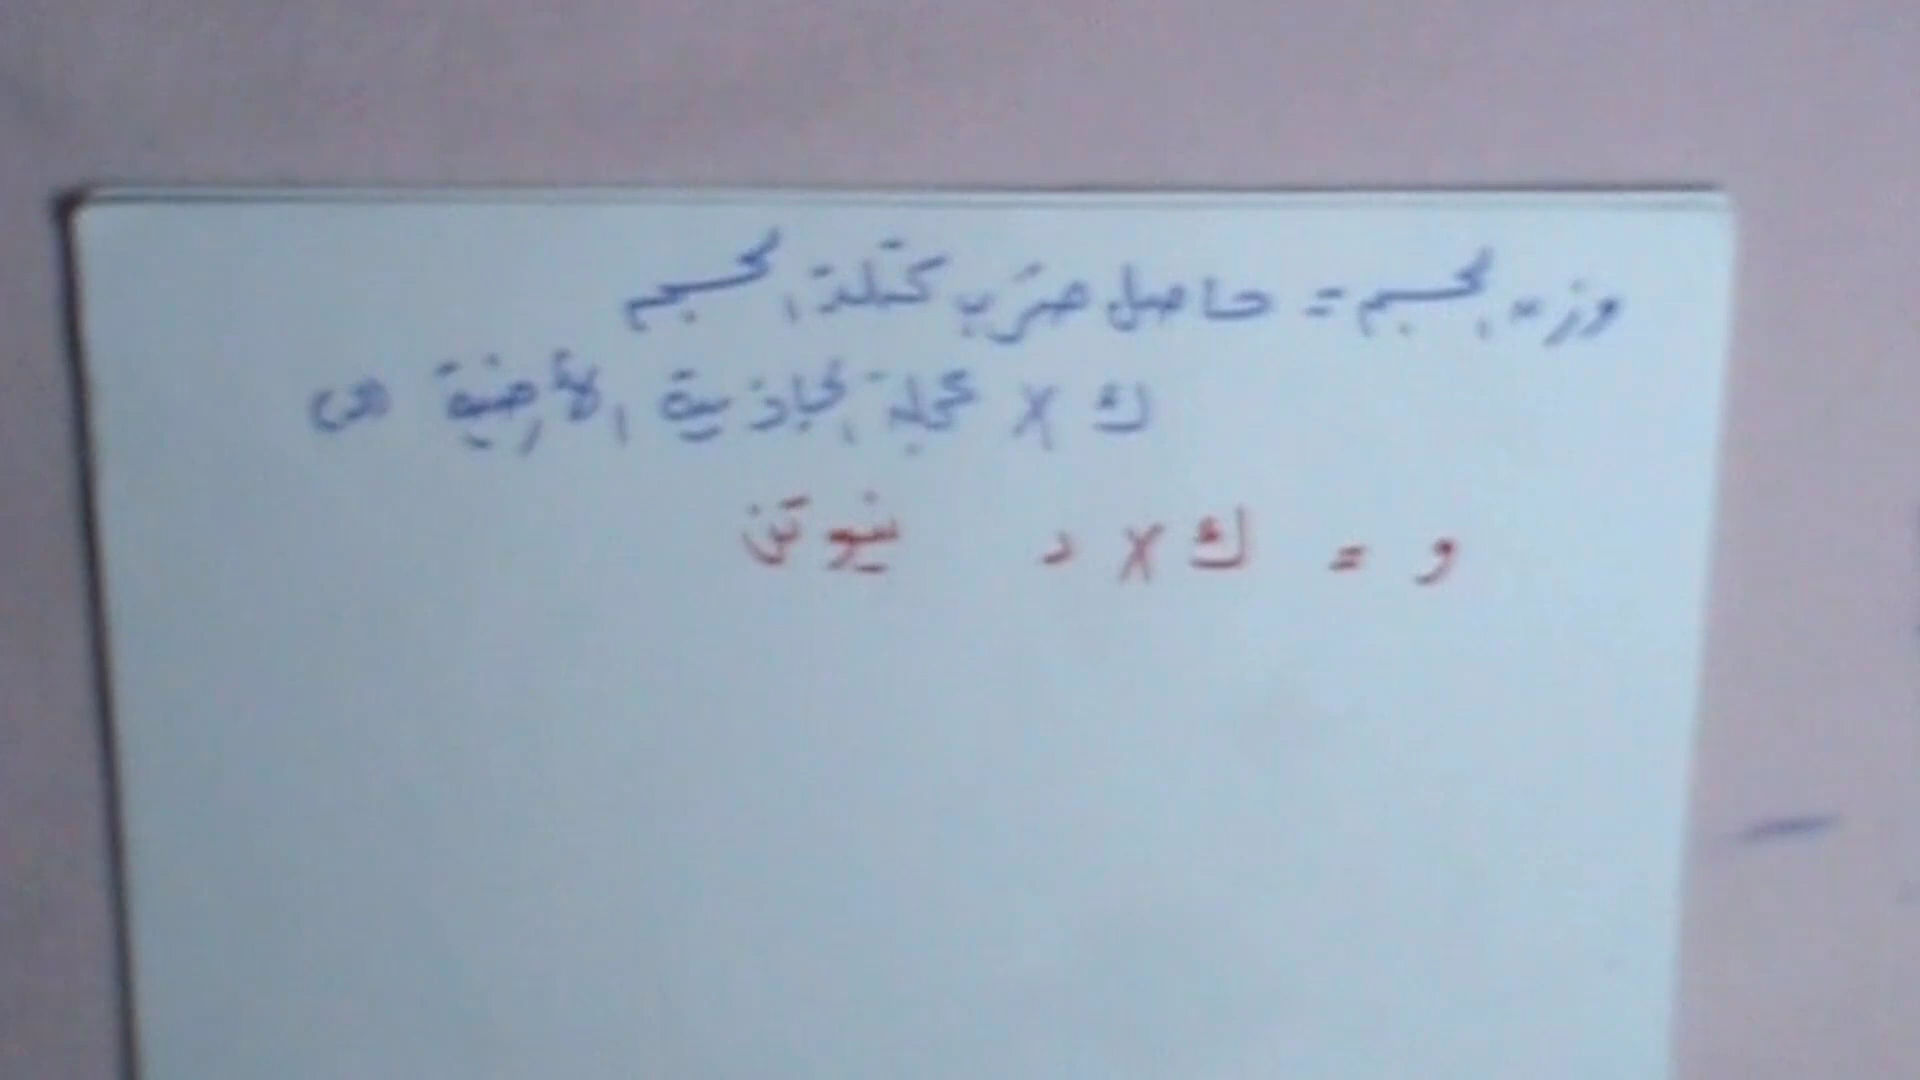 وزن الجسم = حاصل ضرب كتلة الجسم
ك × عجلة الجاذبية الأرضية (د)
و = ك × د نيوتن